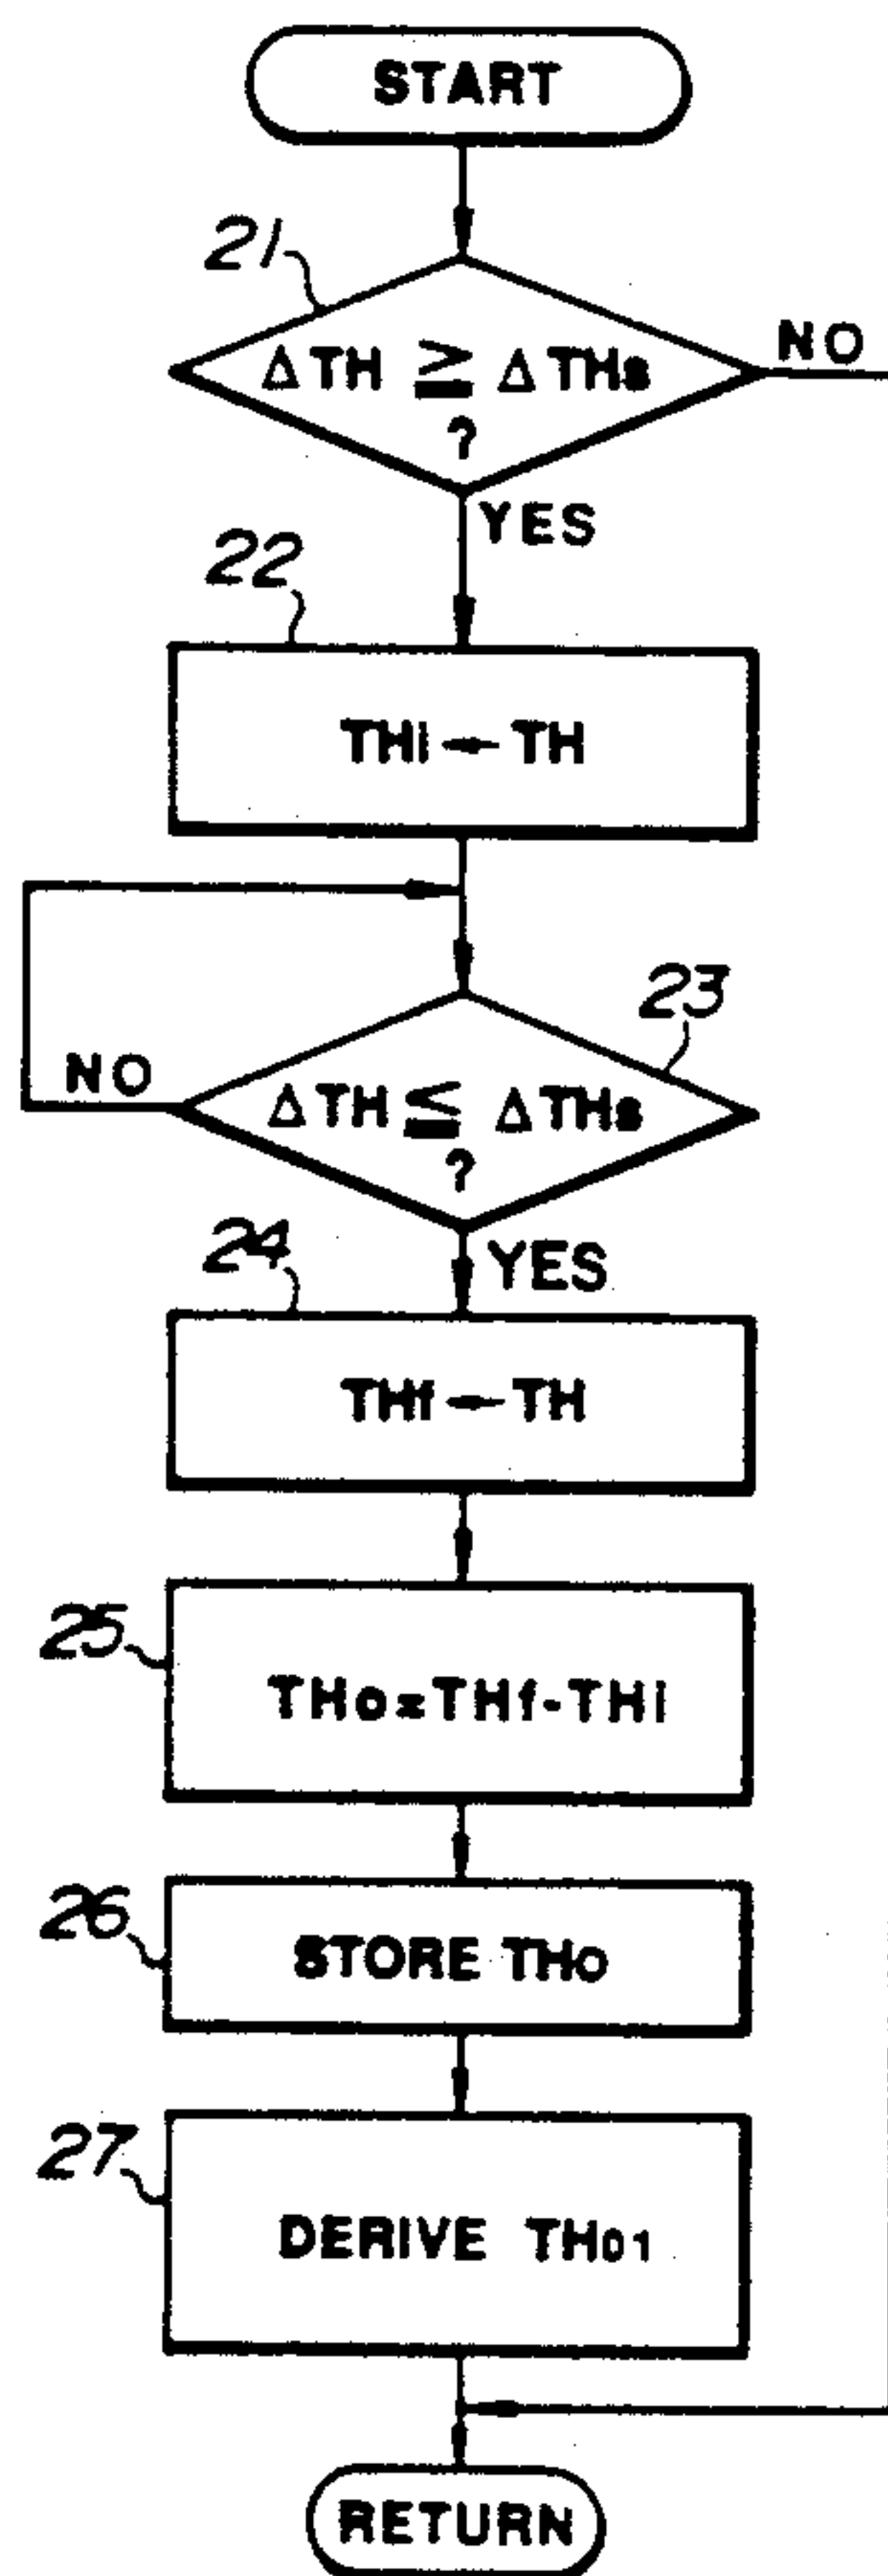 START
21
ΔTH ≧ ΔTHs
?
NO
YES
22
THi ← TH
23
NO
ΔTH ≦ ΔTHs
?
24
YES
THf ← TH
25
THo=THf-THi
26
STORE THo
27
DERIVE THo1
RETURN